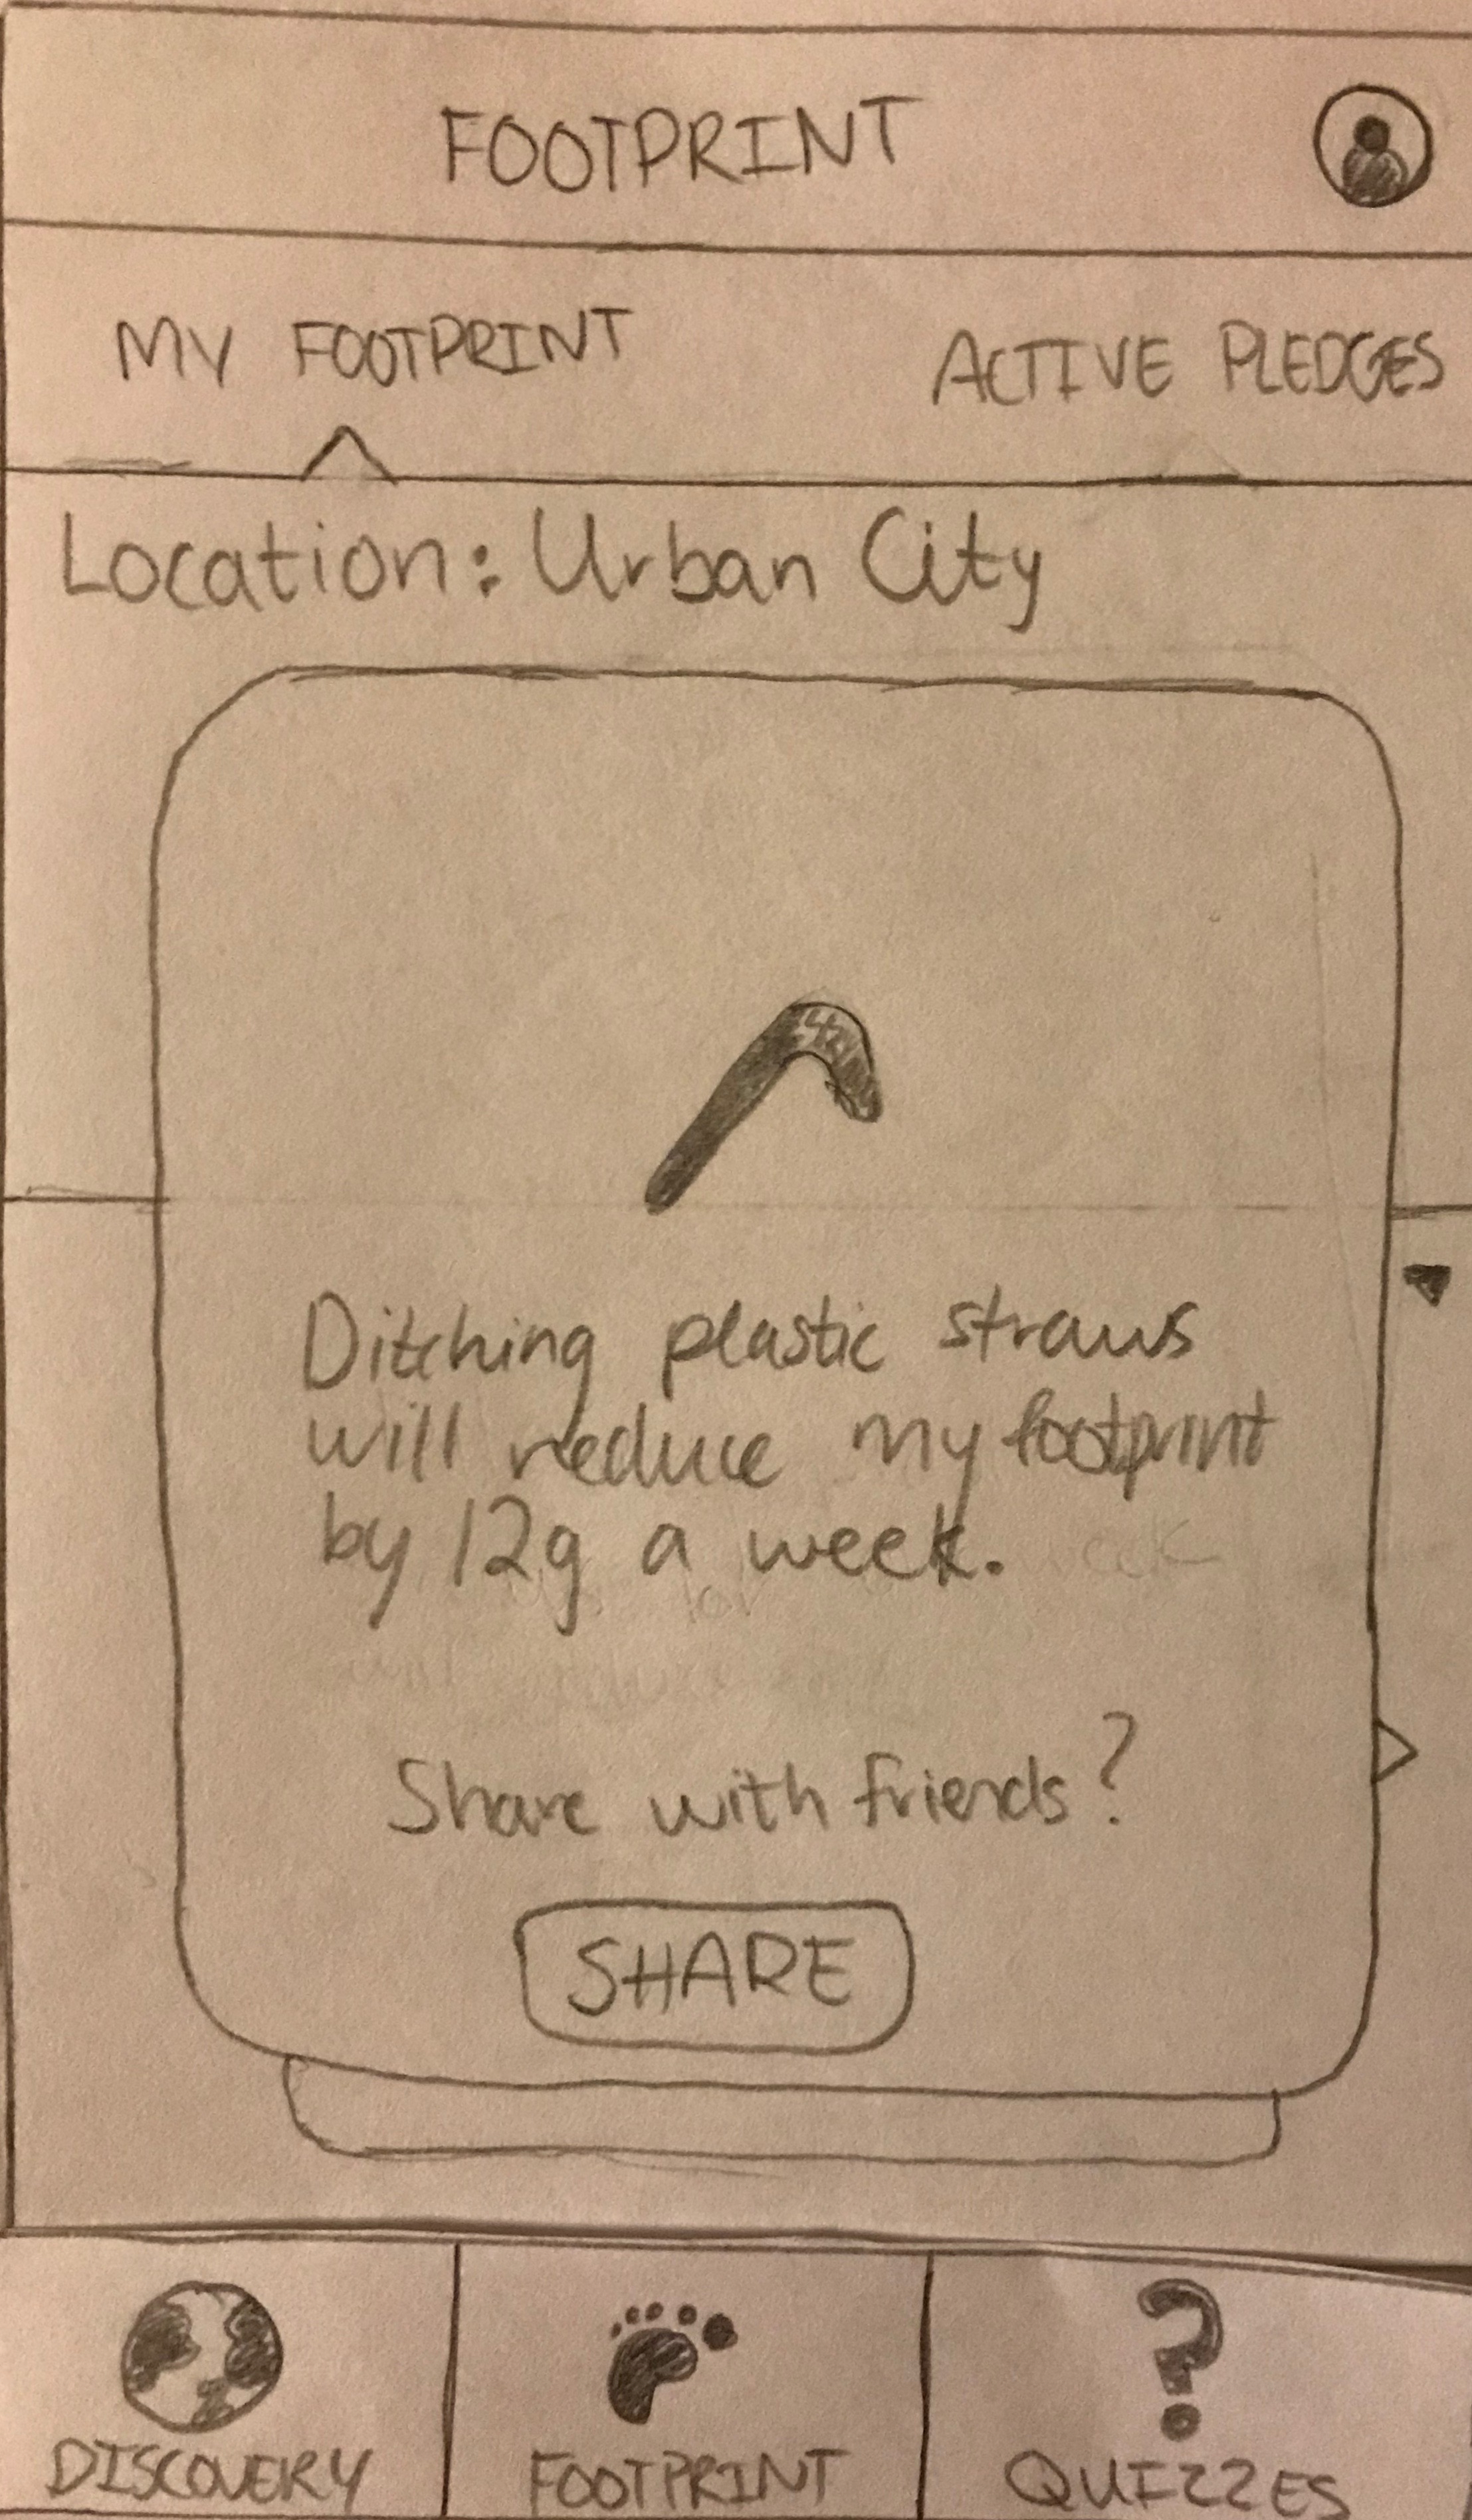 FOOTPRINT
MY FOOTPRINT
ACTIVE PLEDGES
Location: Urban City
Ditching plastic straws
will reduce my footprint
by 12g a week.
Share with friends?
SHARE
DISCOVERY
FOOTPRINT
QUIZZES